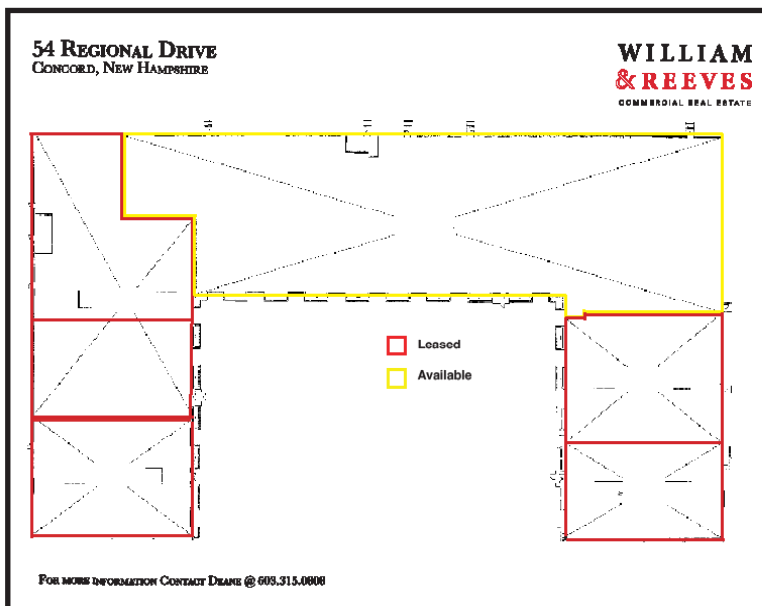 54 REGIONAL DRIVE
CONCORD, NEW HAMPSHIRE
WILLIAM
& REEVES
COMMERCIAL REAL ESTATE
Leased
Available
FOR MORE INFORMATION CONTACT DEANE @ 603.315.0808